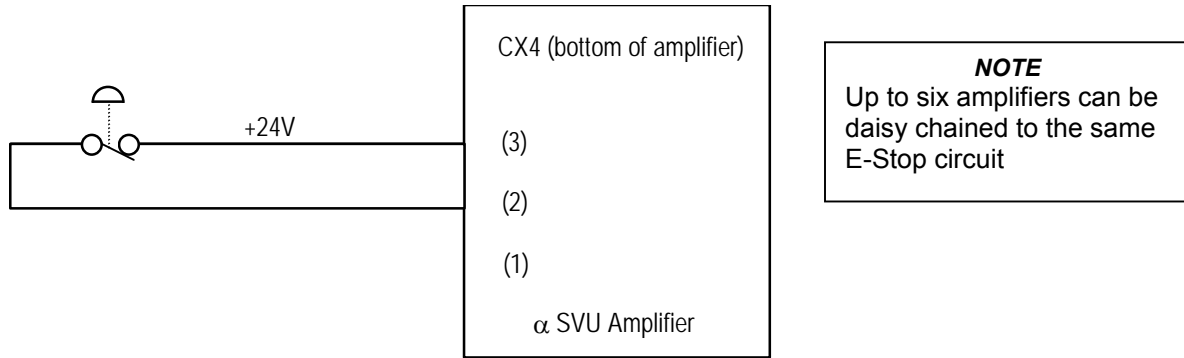 CX4 (bottom of amplifier)
+24V
(3)
(2)
(1)
α SVU Amplifier
NOTE
Up to six amplifiers can be
daisy chained to the same
E-Stop circuit